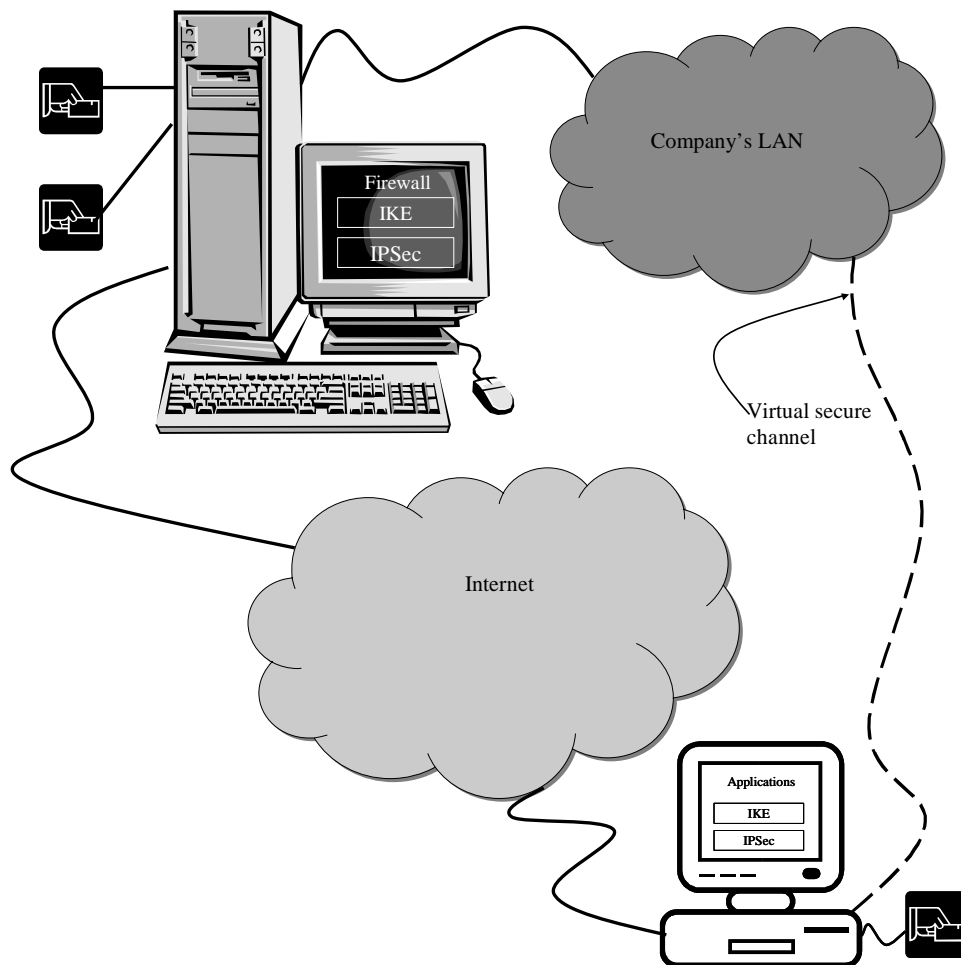 Company's LAN
Firewall
IKE
IPSec
Virtual secure
channel
Internet
Applications
IKE
IPSec